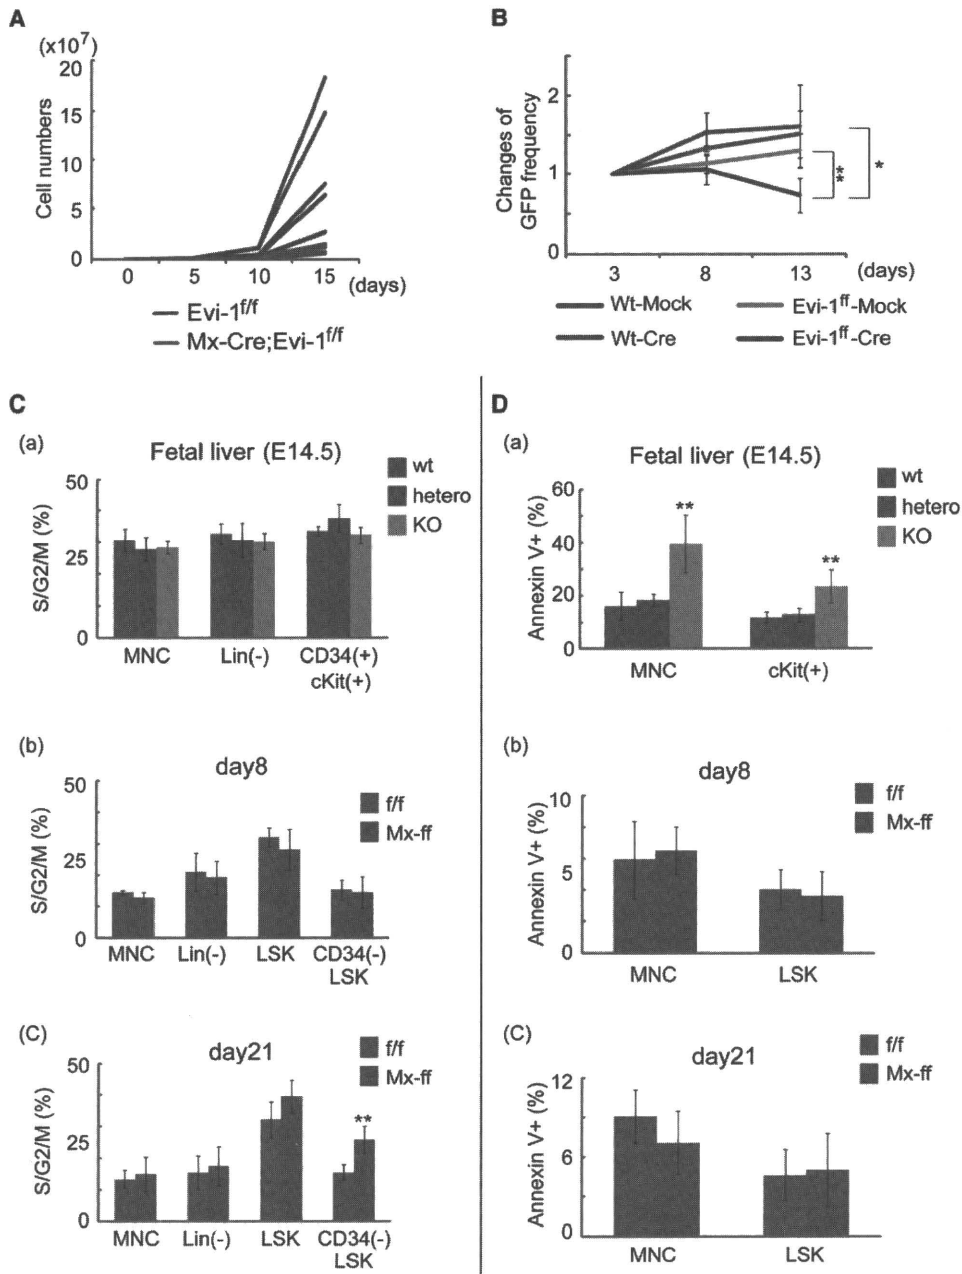 A
(x10⁷)
20
15
10
5
0
Cell numbers
0 5 10 15 (days)
Evi-1f/f
Mx-Cre;Evi-1f/f
B
2
1
0
Changes of
GFP frequency
**
*
3 8 13 (days)
Wt-Mock Evi-1ff-Mock
Wt-Cre Evi-1ff-Cre
C
(a)
Fetal liver (E14.5)
wt
hetero
KO
50
25
0
S/G2/M (%)
MNC Lin(-) CD34(+)
cKit(+)
(b)
day8
f/f
Mx-ff
50
25
0
S/G2/M (%)
MNC Lin(-) LSK CD34(-)
LSK
(C)
day21
f/f
Mx-ff
50
25
0
S/G2/M (%)
**
MNC Lin(-) LSK CD34(-)
LSK
D
(a)
Fetal liver (E14.5)
wt
hetero
KO
60
40
20
0
Annexin V+ (%)
**
**
MNC cKit(+)
(b)
day8
f/f
Mx-ff
10
5
0
Annexin V+ (%)
MNC LSK
(C)
day21
f/f
Mx-ff
12
6
0
Annexin V+ (%)
MNC LSK